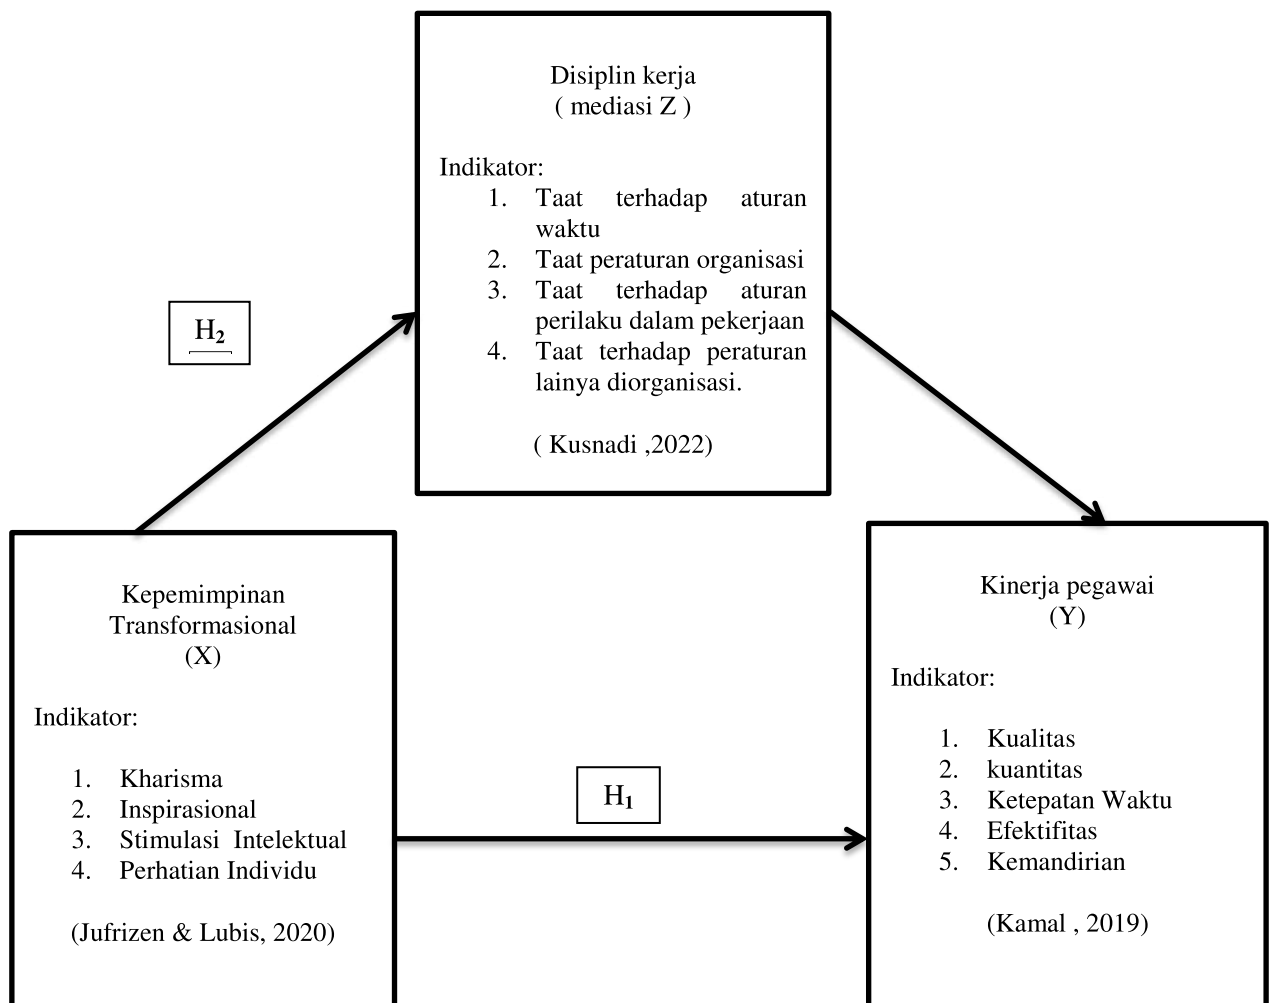 Disiplin kerja
( mediasi Z )
Indikator:
1. Taat terhadap aturan
waktu
2. Taat peraturan organisasi
3. Taat terhadap aturan
perilaku dalam pekerjaan
4. Taat terhadap peraturan
lainya diorganisasi.
( Kusnadi ,2022)
H₂
Kepemimpinan
Transformasional
(X)
Indikator:
1. Kharisma
2. Inspirasional
3. Stimulasi Intelektual
4. Perhatian Individu
(Jufrizen & Lubis, 2020)
H₁
Kinerja pegawai
(Y)
Indikator:
1. Kualitas
2. kuantitas
3. Ketepatan Waktu
4. Efektifitas
5. Kemandirian
(Kamal , 2019)